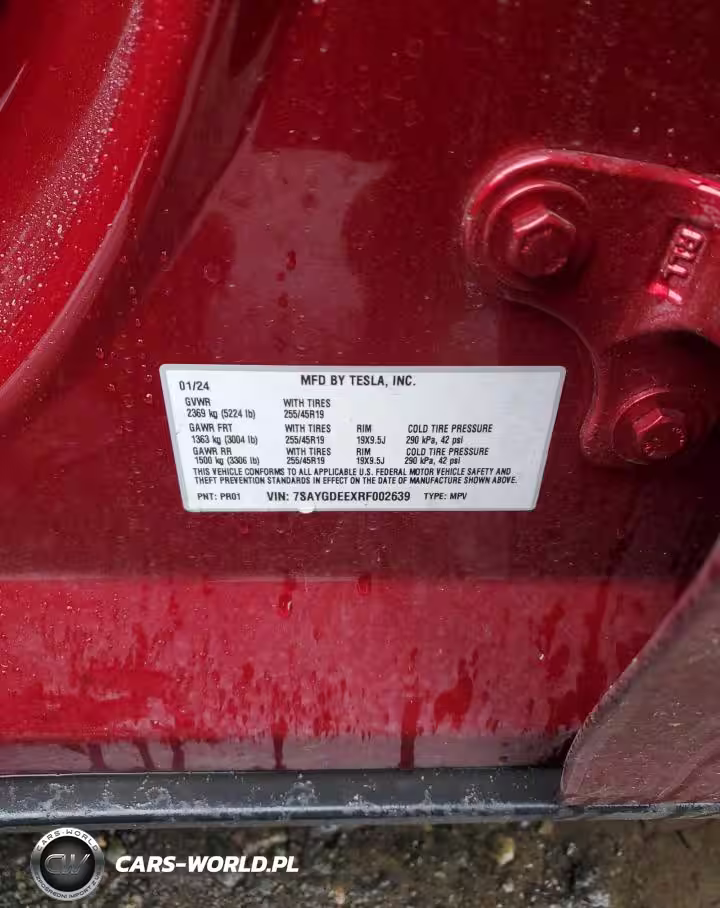 01/24 MFD BY TESLA, INC.
GVWR WITH TIRES
2369 kg (5224 lb) 255/45R19
GAWR FRT WITH TIRES RIM COLD TIRE PRESSURE
1363 kg (3004 lb) 255/45R19 19X9.5J 290 kPa, 42 psi
GAWR RR WITH TIRES RIM COLD TIRE PRESSURE
1500 kg (3306 lb) 255/45R19 19X9.5J 290 kPa, 42 psi
THIS VEHICLE CONFORMS TO ALL APPLICABLE U.S. FEDERAL MOTOR VEHICLE SAFETY AND
THEFT PREVENTION STANDARDS IN EFFECT ON THE DATE OF MANUFACTURE SHOWN ABOVE.
PNT: PR01 VIN: 7SAYGDEEXRF002639 TYPE: MPV
CARS-WORLD
CW
CARS-WORLD.PL